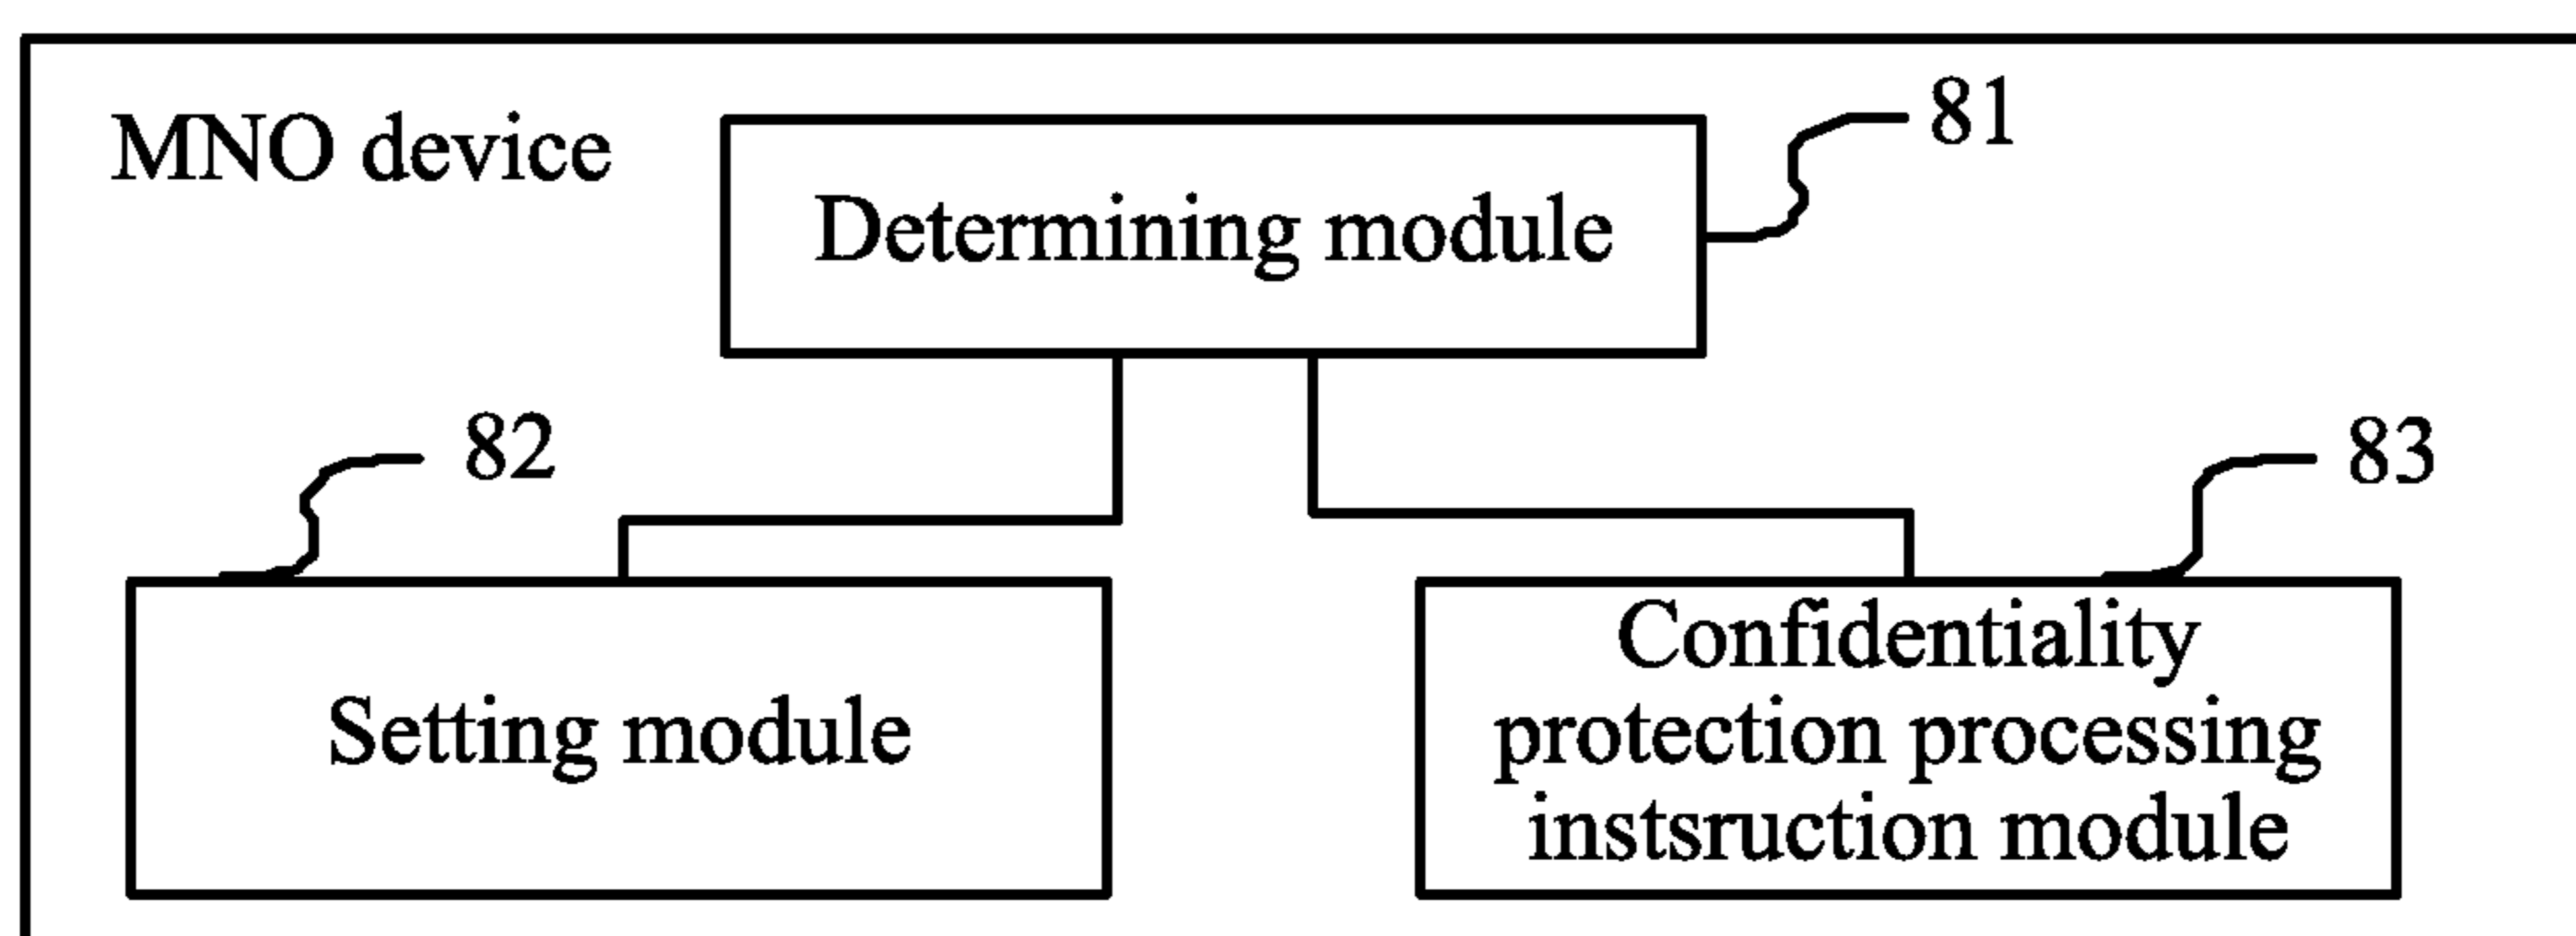 MNO device
81
Determining module
82
83
Setting module
Confidentiality
protection processing
instsruction module